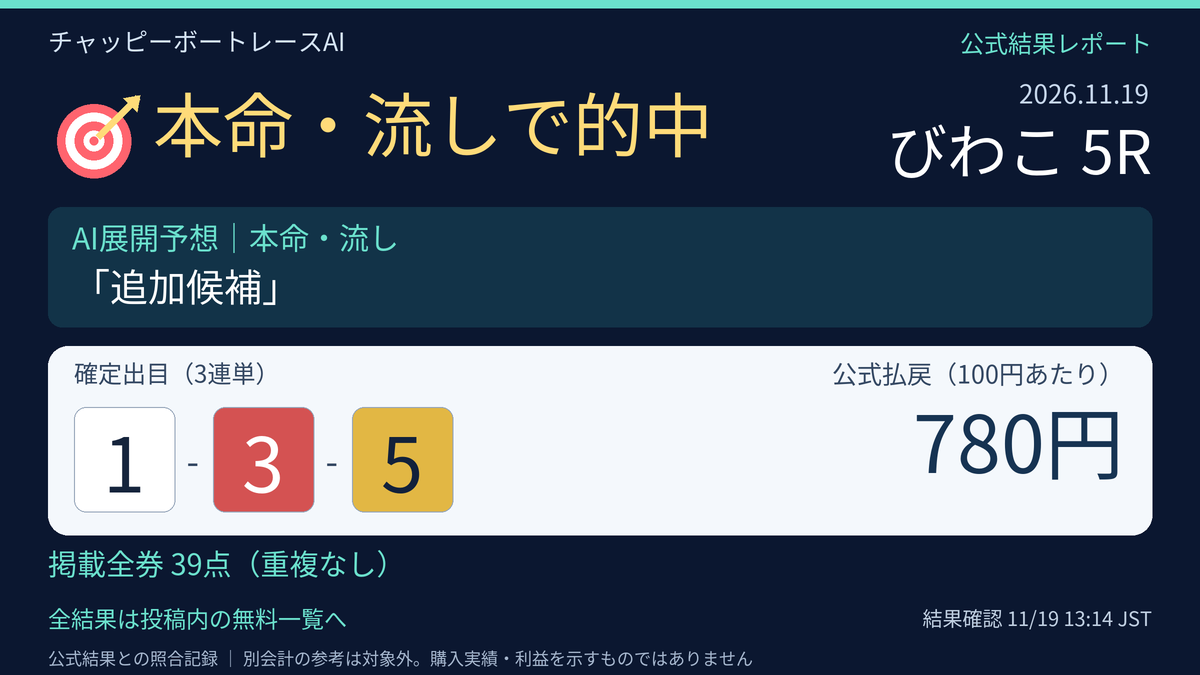 チャッピーボートレースAI
公式結果レポート
2026.11.19
本命・流しで的中
びわこ 5R
AI展開予想｜本命・流し
「追加候補」
確定出目（3連単）
公式払戻（100円あたり）
1 - 3 - 5
780円
掲載全券 39点（重複なし）
全結果は投稿内の無料一覧へ
結果確認 11/19 13:14 JST
公式結果との照合記録｜別会計の参考は対象外。購入実績・利益を示すものではありません